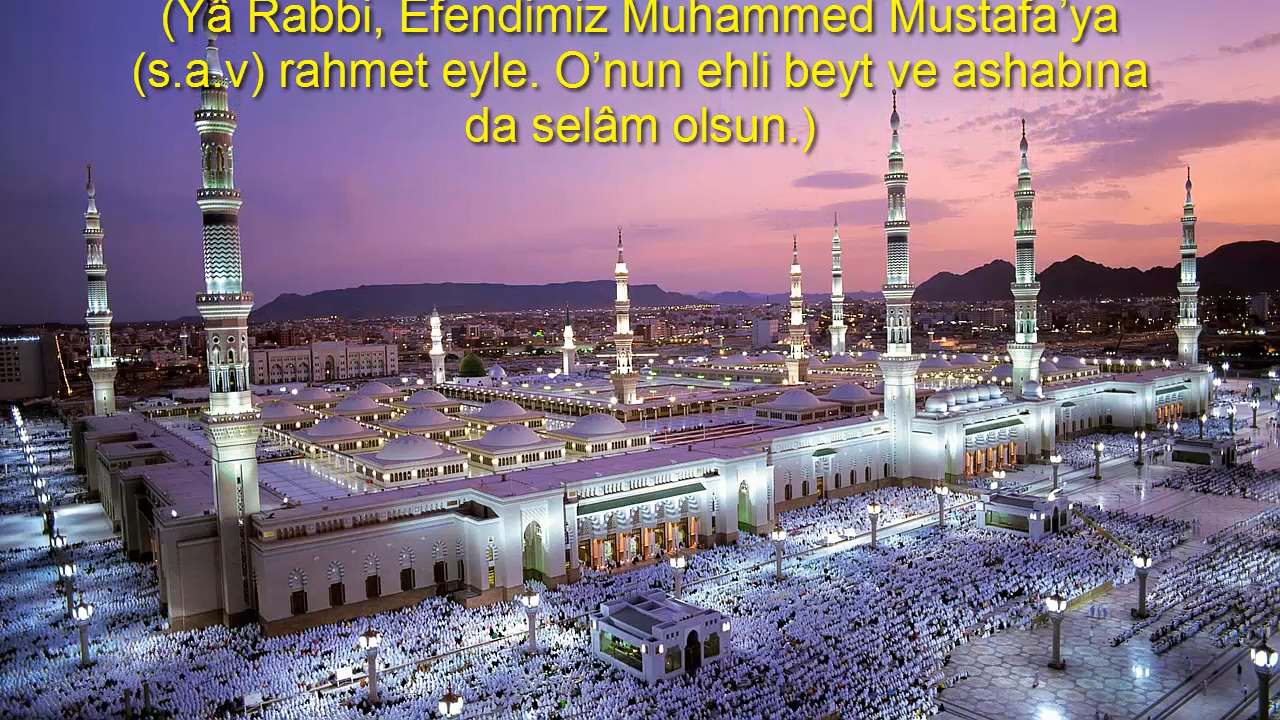 (Yâ Rabbi, Efendimiz Muhammed Mustafa’ya
(s.a.v) rahmet eyle. O’nun ehli beyt ve ashabına
da selâm olsun.)